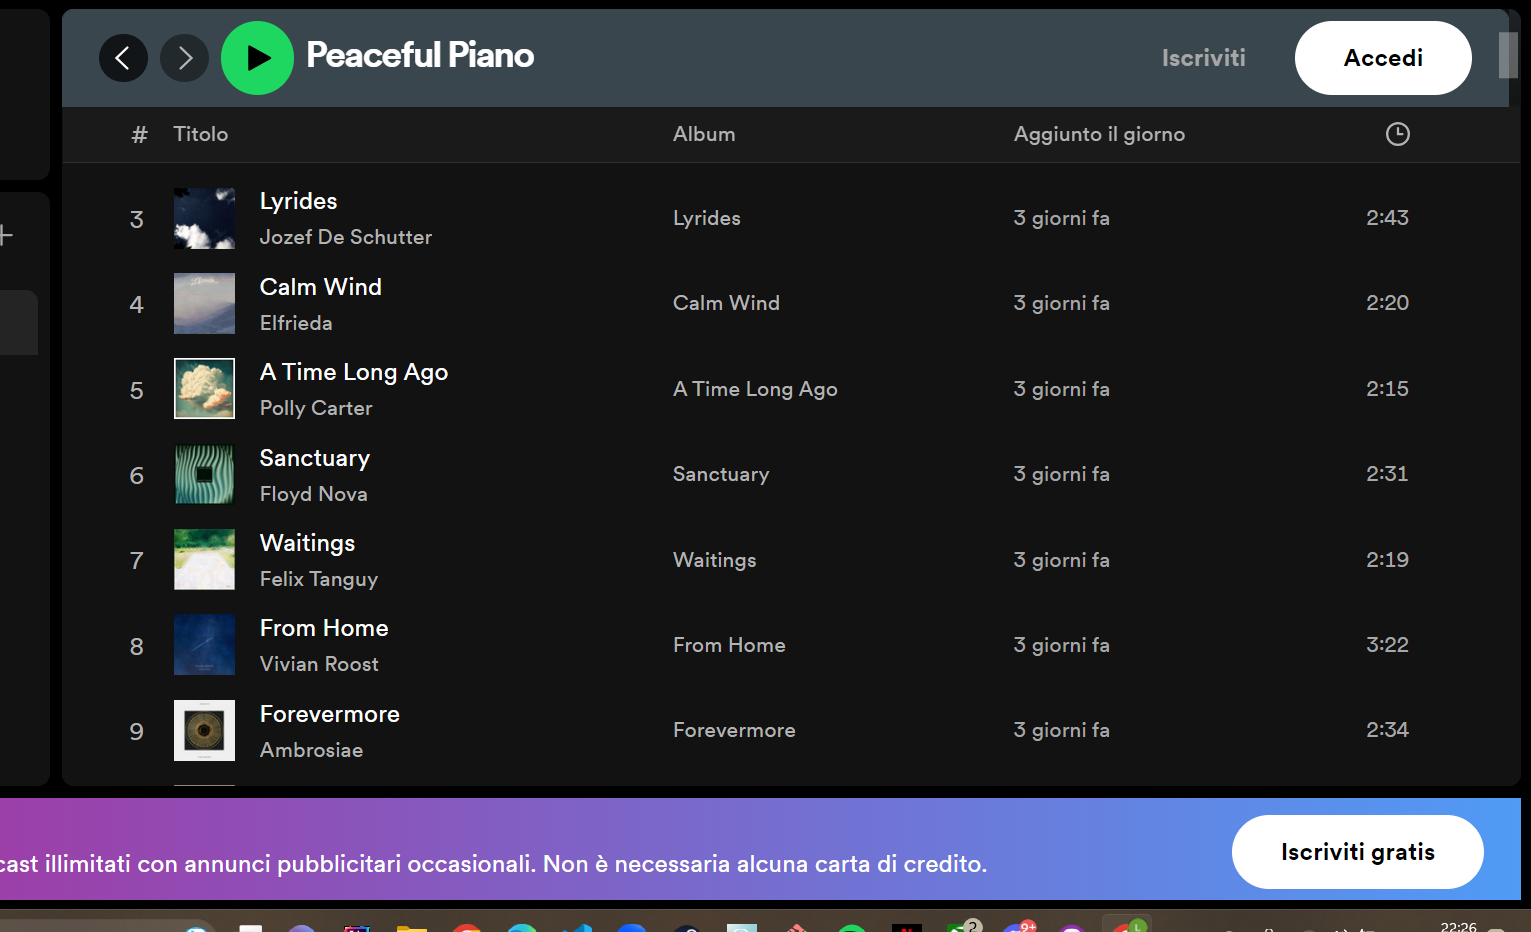 Peaceful Piano
Iscriviti
Accedi
# Titolo Album Aggiunto il giorno
3 Lyrides Lyrides 3 giorni fa 2:43
Jozef De Schutter
4 Calm Wind Calm Wind 3 giorni fa 2:20
Elfrieda
5 A Time Long Ago A Time Long Ago 3 giorni fa 2:15
Polly Carter
6 Sanctuary Sanctuary 3 giorni fa 2:31
Floyd Nova
7 Waitings Waitings 3 giorni fa 2:19
Felix Tanguy
8 From Home From Home 3 giorni fa 3:22
Vivian Roost
9 Forevermore Forevermore 3 giorni fa 2:34
Ambrosiae
cast illimitati con annunci pubblicitari occasionali. Non è necessaria alcuna carta di credito.
Iscriviti gratis
2 9+ L 22:26